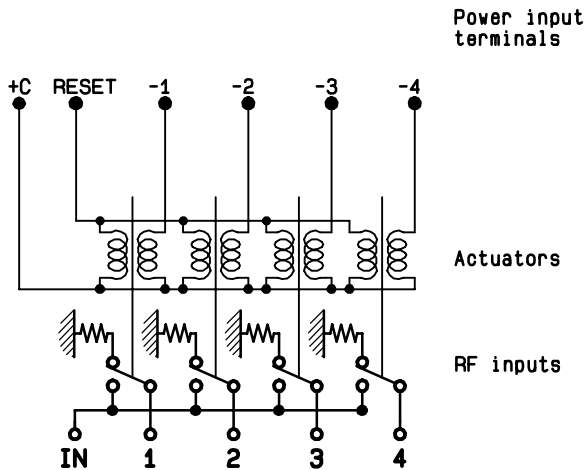 Power input
terminals
+C RESET -1 -2 -3 -4
Actuators
RF inputs
IN 1 2 3 4